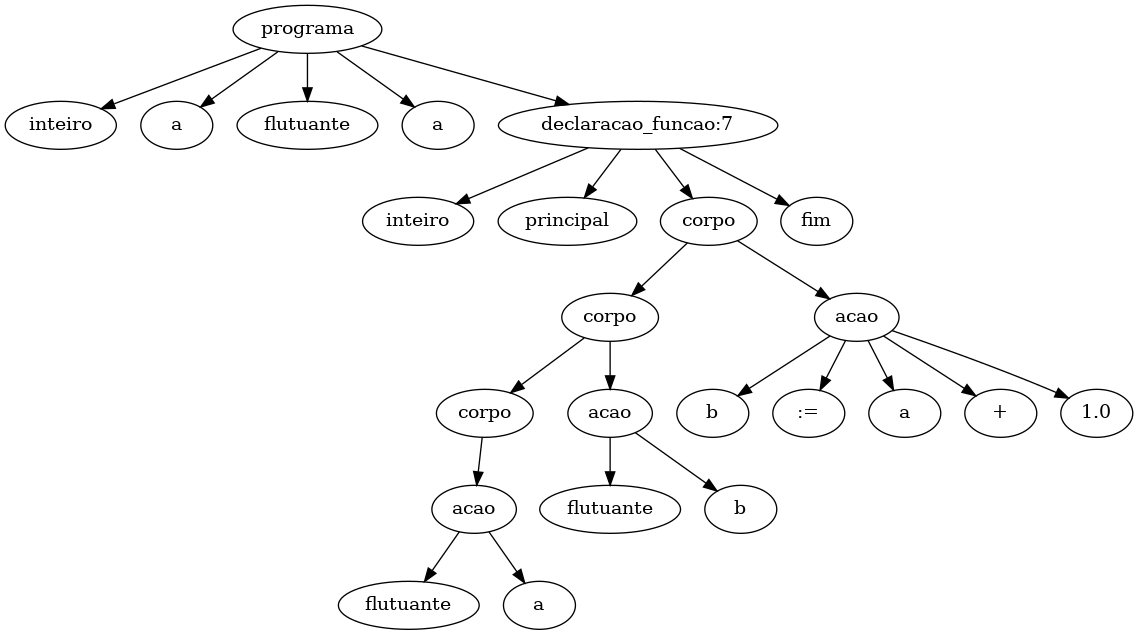 programa
inteiro a flutuante a declaracao_funcao:7
inteiro principal corpo fim
corpo acao
corpo acao b := a + 1.0
acao flutuante b
flutuante a